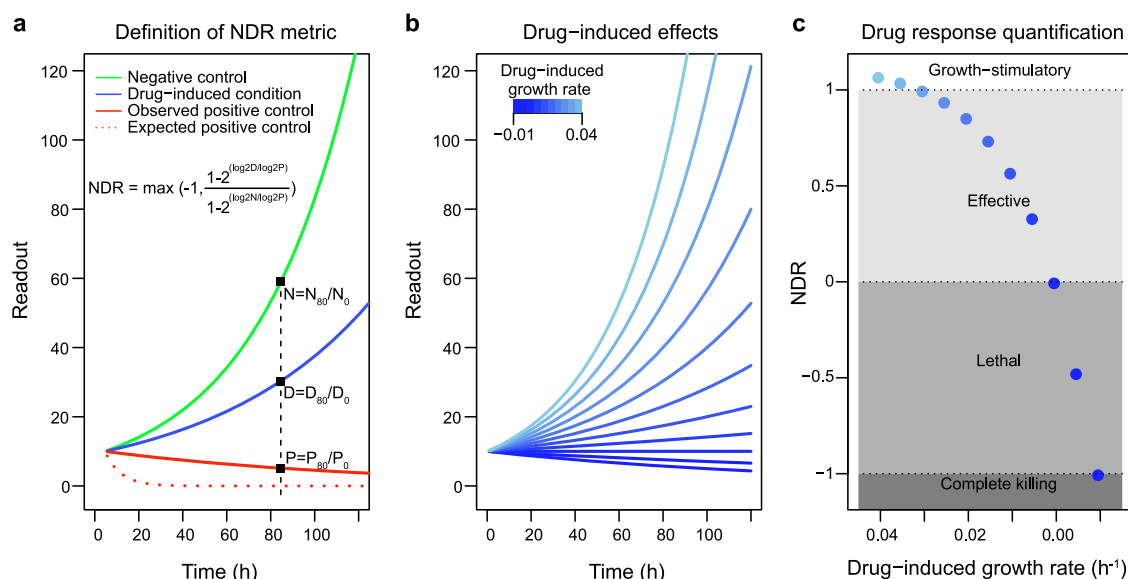 a
Definition of NDR metric
Negative control
Drug-induced condition
Observed positive control
Expected positive control
NDR = max (-1, 1-2^(log2D/log2P) / 1-2^(log2N/log2P) )
N=N80/N0
D=D80/D0
P=P80/P0
120
100
80
60
40
20
0
Readout
0 20 40 60 80 100
Time (h)
b
Drug-induced effects
Drug-induced
growth rate
−0.01 0.04
120
100
80
60
40
20
0
Readout
0 20 40 60 80 100
Time (h)
c
Drug response quantification
Growth-stimulatory
Effective
Lethal
Complete killing
1
0.5
0
−0.5
−1
NDR
0.04 0.02 0.00
Drug-induced growth rate (h-1)